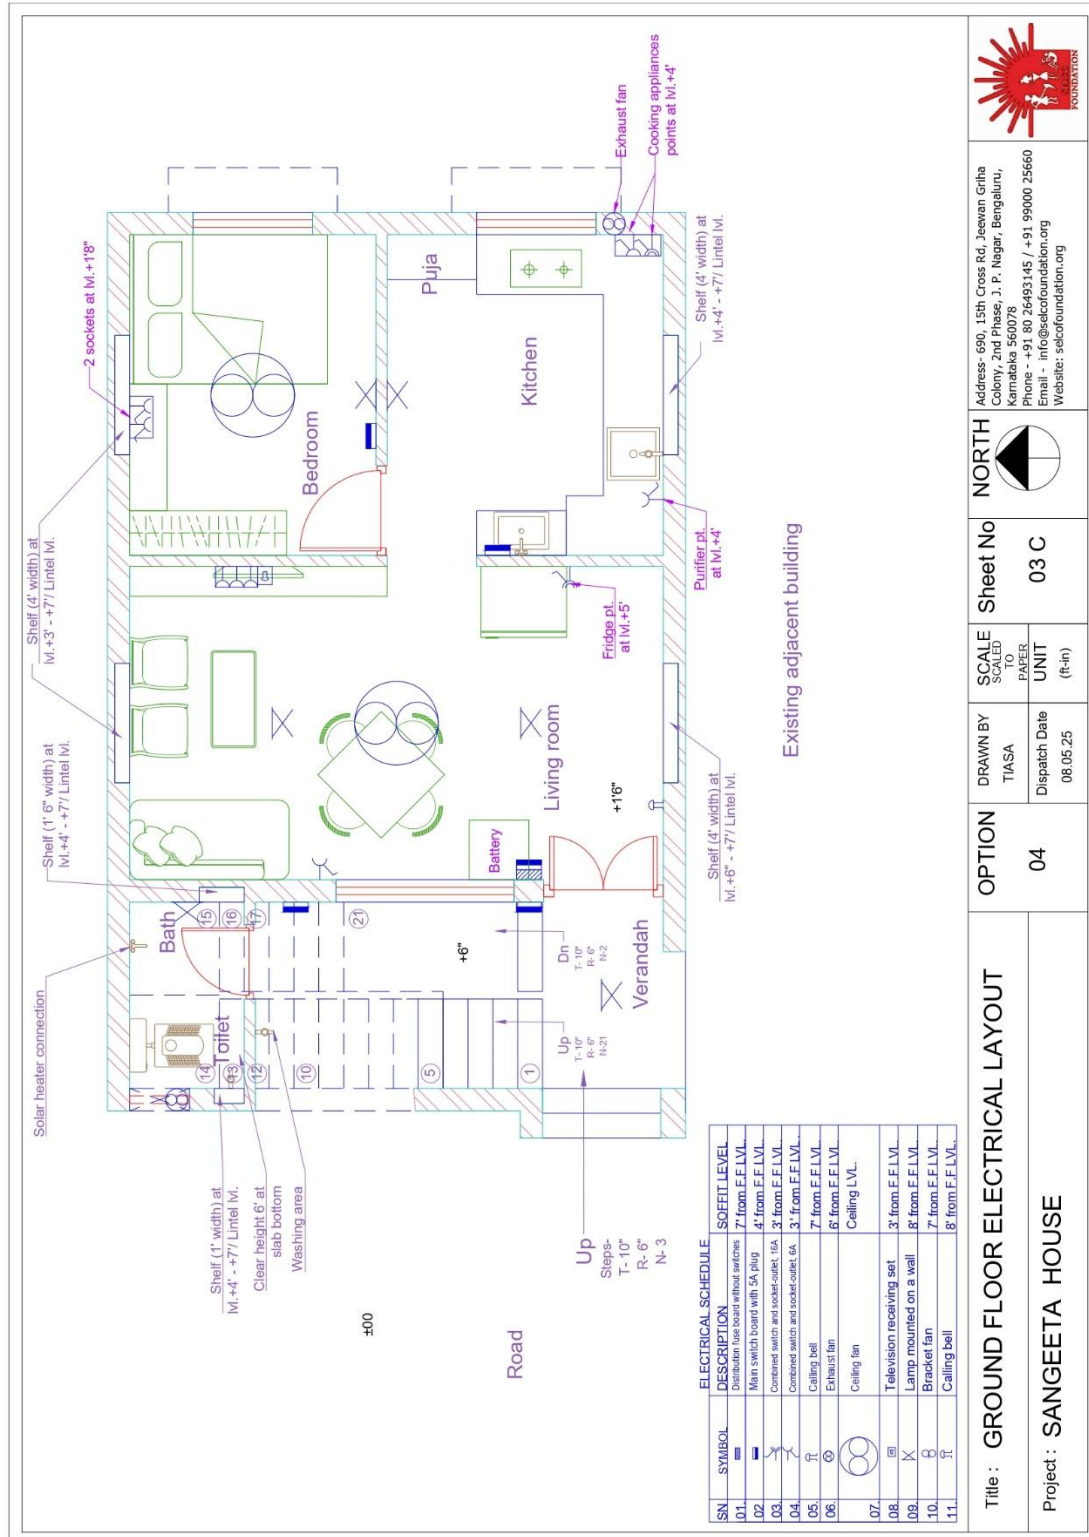 Solar heater connection
Shelf (1' 6" width) at
lvl.+4' - +7'/ Lintel lvl.
Shelf (4' width) at
lvl.+3' - +7'/ Lintel lvl.
2 sockets at lvl.+1'8"
Bath
Toilet
Bedroom
Puja
Kitchen
Exhaust fan
Cooking appliances
points at lvl.+4'
Shelf (4' width) at
lvl.+4' - +7'/ Lintel lvl.
Purifier pt.
at lvl.+4'
Fridge pt.
at lvl.+5'
Living room
+1'6"
Battery
Shelf (4' width) at
lvl.+6" - +7'/ Lintel lvl.
Existing adjacent building
Verandah
+6"
Dn
T- 10"
R- 6"
N-2
Up
T- 10"
R- 6"
N-21
1
5
10
12
13
14
15
16
17
21
Shelf (1' width) at
lvl.+4' - +7'/ Lintel lvl.
Clear height 6' at
slab bottom
Washing area
±00
Road
Up
Steps-
T- 10"
R- 6"
N- 3
ELECTRICAL SCHEDULE
SN SYMBOL DESCRIPTION SOFFIT LEVEL
01. Distribution fuse board without switches 7' from F.F LVL.
02 Main switch board with 5A plug 4' from F.F LVL.
03. Combined switch and socket-outlet, 16A 3' from F.F LVL.
04. Combined switch and socket-outlet, 6A 3' from F.F LVL.
05. Calling bell 7' from F.F LVL.
06. Exhaust fan 6' from F.F LVL.
07. Ceiling fan Ceiling LVL.
08. Television receiving set 3' from F.F LVL.
09. Lamp mounted on a wall 8' from F.F LVL.
10. Bracket fan 7' from F.F LVL.
11. Calling bell 8' from F.F LVL.
Title : GROUND FLOOR ELECTRICAL LAYOUT
Project : SANGEETA HOUSE
OPTION
04
DRAWN BY
TIASA
Dispatch Date
08.05.25
SCALE
SCALED
TO
PAPER
UNIT
(ft-in)
Sheet No
03 C
NORTH
Address- 690, 15th Cross Rd, Jeewan Griha
Colony, 2nd Phase, J. P. Nagar, Bengaluru,
Karnataka 560078
Phone - +91 80 26493145 / +91 99000 25660
Email - info@selcofoundation.org
Website: selcofoundation.org
SELCO
FOUNDATION